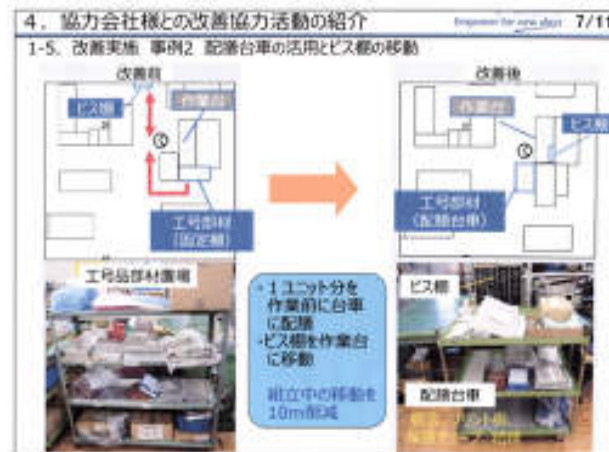 4．協力会社様との改善協力活動の紹介
Empower for new days 7/11
1-5．改善実施 事例2 配膳台車の活用とビス棚の移動
改善前
ビス棚
作業台
工号部材
(固定棚)
工号品部材置場
・1ユニット分を
作業前に台車
に配膳
・ビス棚を作業台
に移動
組立中の移動を
10m削減
改善後
作業台
ビス棚
工号部材
(配膳台車)
ビス棚
配膳台車